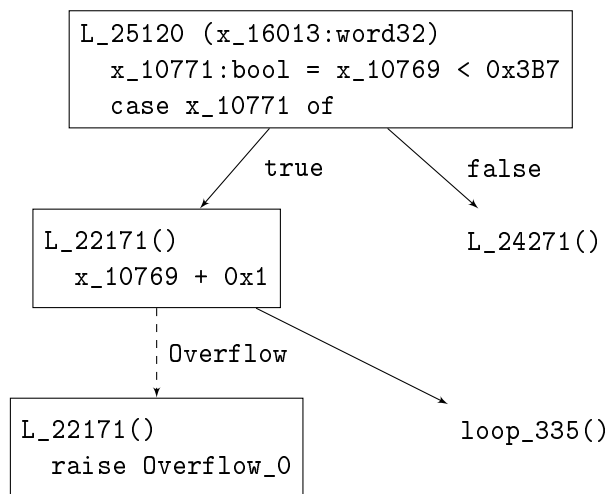 L_25120 (x_16013:word32)
x_10771:bool = x_10769 < 0x3B7
case x_10771 of
true
false
L_22171()
x_10769 + 0x1
L_24271()
Overflow
L_22171()
raise Overflow_0
loop_335()